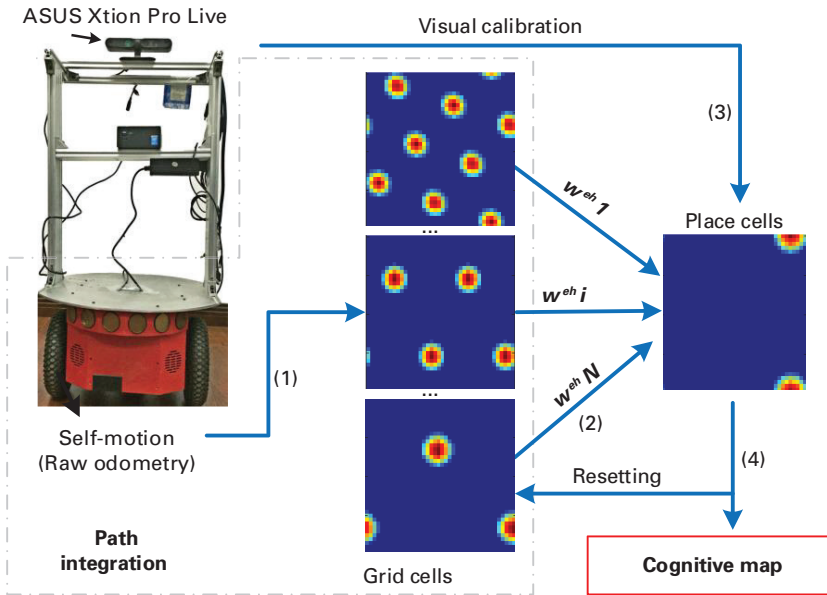 ASUS Xtion Pro Live
Visual calibration
(3)
w^eh 1
Place cells
...
w^eh i
(1)
...
w^eh N
(2)
Self-motion
(Raw odometry)
Resetting
(4)
Path
integration
Grid cells
Cognitive map